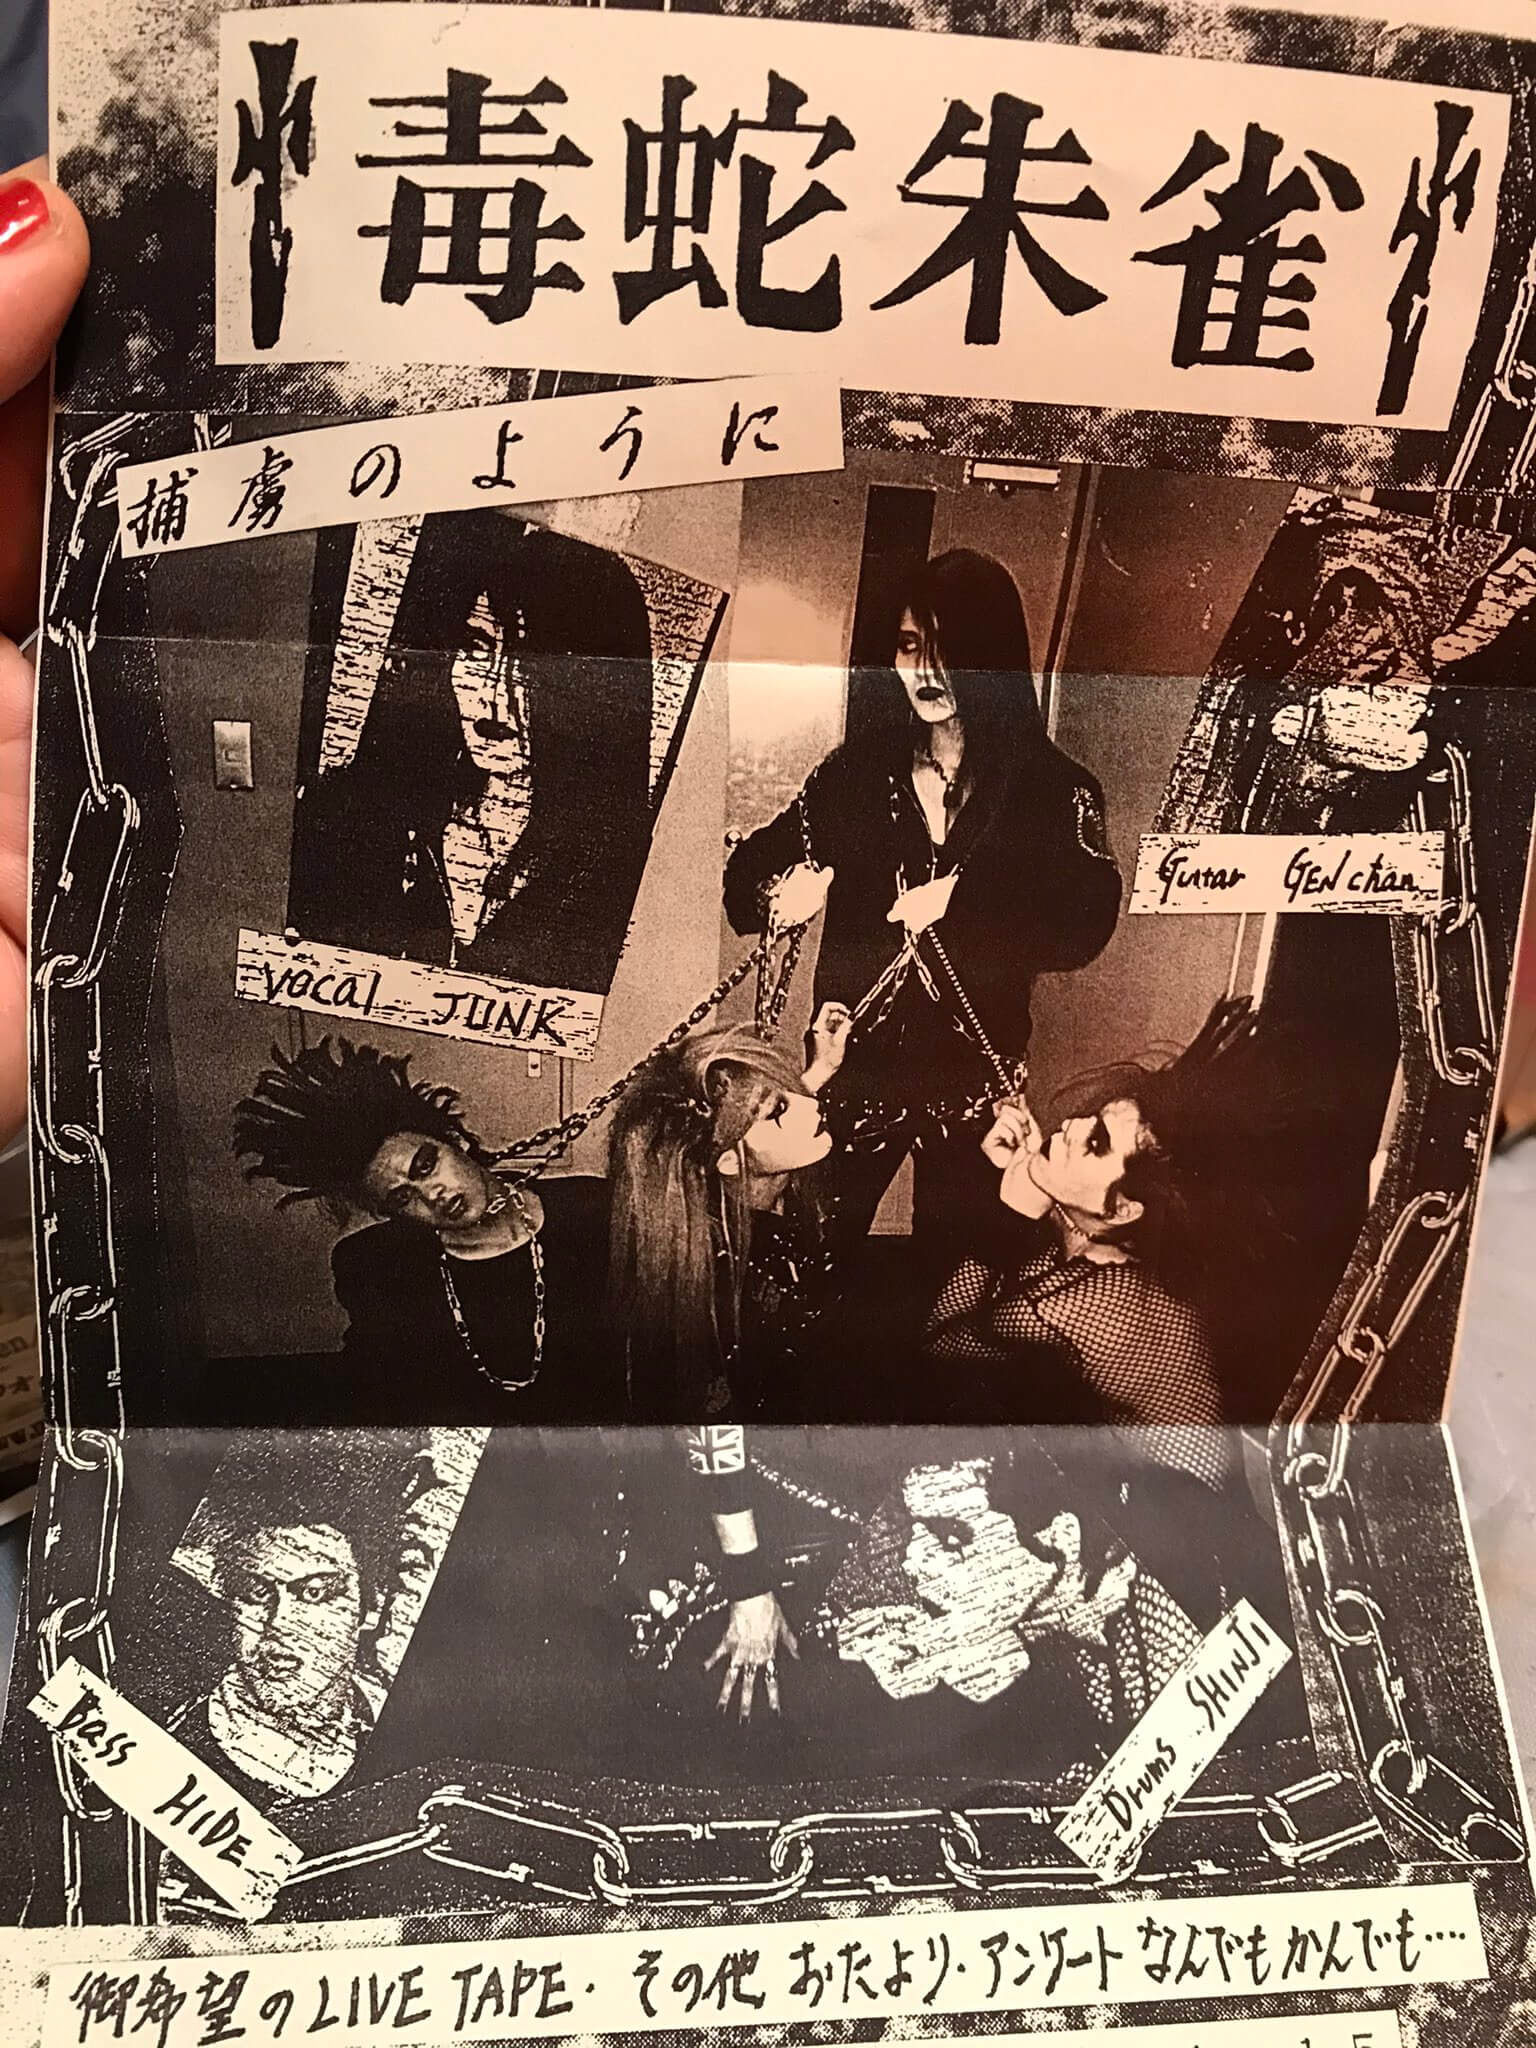 毒蛇朱雀
捕虜のように
Vocal JUNK
Guitar GEN chan
Bass HIDE
Drums SHINJI
御希望のLIVE TAPE・その他 おたより・アンケート なんでもかんでも‥‥